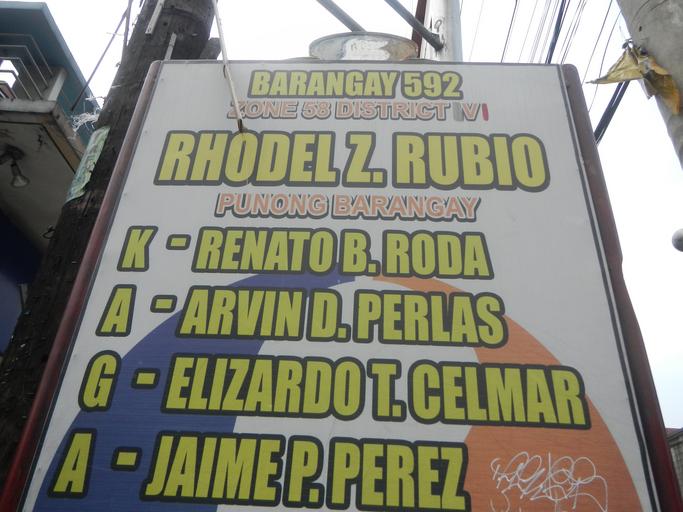 BARANGAY 592
ZONE 58 DISTRICT VI
RHODEL Z. RUBIO
PUNONG BARANGAY
K - RENATO B. RODA
A - ARVIN D. PERLAS
G - ELIZARDO T. CELMAR
A - JAIME P. PEREZ